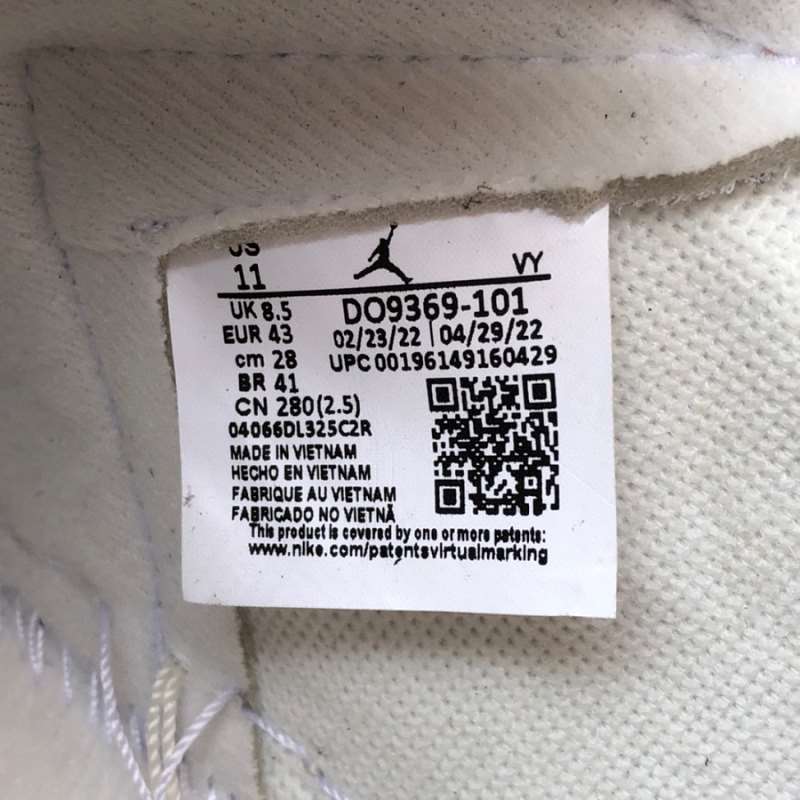 US
11
VY
UK 8.5
DO9369-101
EUR 43
02/23/22 | 04/29/22
cm 28
UPC 00196149160429
BR 41
CN 280(2.5)
04066DL325C2R
MADE IN VIETNAM
HECHO EN VIETNAM
FABRIQUE AU VIETNAM
FABRICADO NO VIETNÃ
This product is covered by one or more patents:
www.nike.com/patentsvirtualmarking